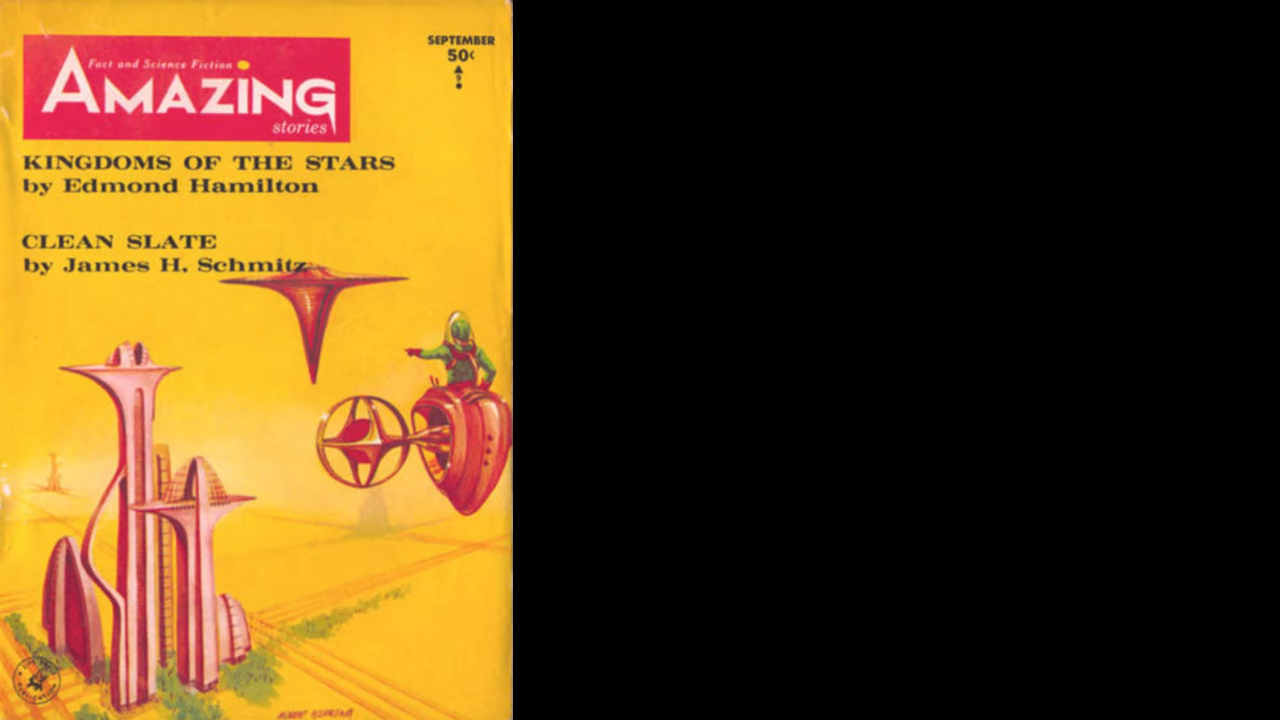 SEPTEMBER
50¢
Fact and Science Fiction
AMAZING
stories
KINGDOMS OF THE STARS
by Edmond Hamilton
CLEAN SLATE
by James H. Schmitz